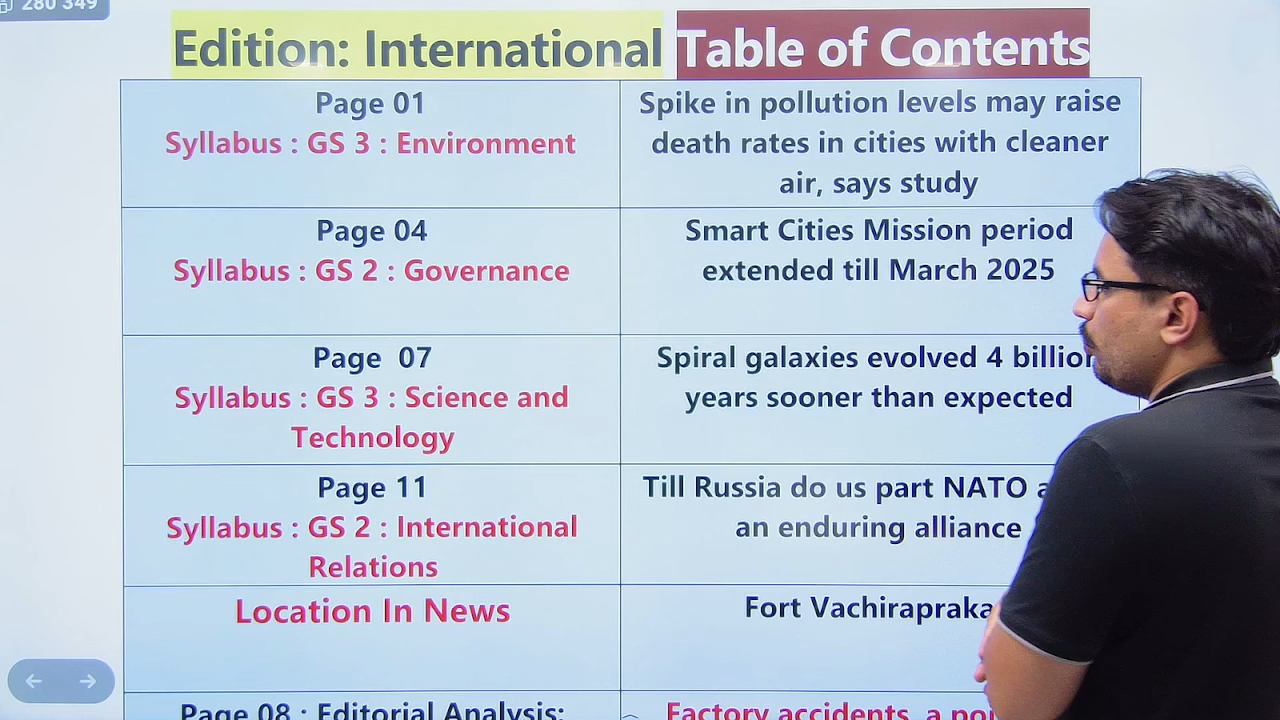 280 349
Edition: International Table of Contents
Page 01
Syllabus : GS 3 : Environment
Spike in pollution levels may raise
death rates in cities with cleaner
air, says study
Page 04
Syllabus : GS 2 : Governance
Smart Cities Mission period
extended till March 2025
Page 07
Syllabus : GS 3 : Science and
Technology
Spiral galaxies evolved 4 billion
years sooner than expected
Page 11
Syllabus : GS 2 : International
Relations
Till Russia do us part NATO
an enduring alliance
Location In News
Fort
Page 08 : Editorial Analysis:
Factory accidents, a